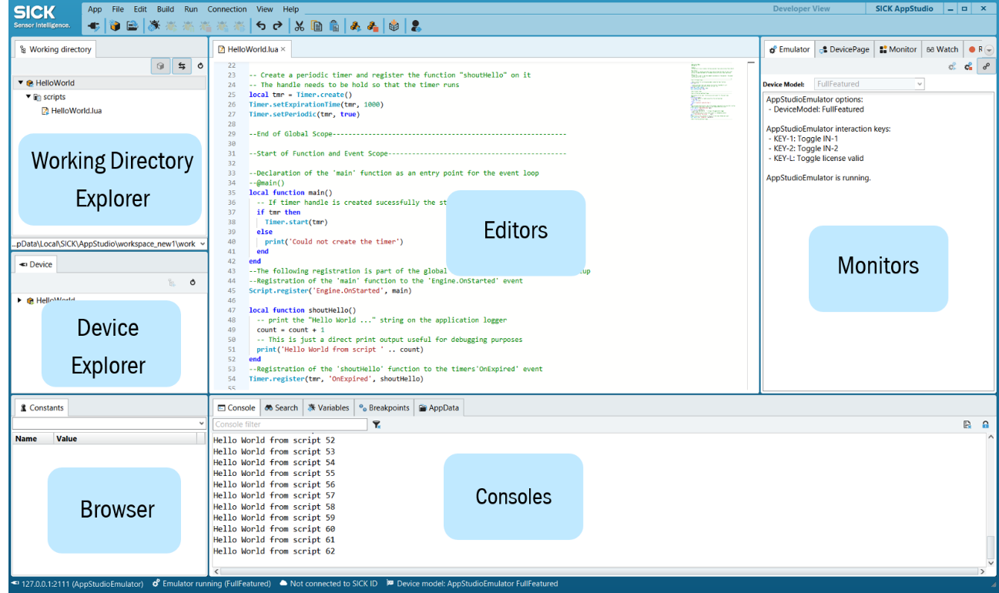 SICK
Sensor Intelligence.
App File Edit Build Run Connection View Help
Developer View
SICK AppStudio
Working directory
HelloWorld
scripts
HelloWorld.lua
Working Directory
Explorer
...pData\Local\SICK\AppStudio\workspace_new1\work
Device
HelloWorld
Device
Explorer
Constants
Name Value
Browser
HelloWorld.lua
22
23 -- Create a periodic timer and register the function "shoutHello" on it
24 -- The handle needs to be hold so that the timer runs
25 local tmr = Timer.create()
26 Timer.setExpirationTime(tmr, 1000)
27 Timer.setPeriodic(tmr, true)
28
29 --End of Global Scope-----------------------------------------------------------
30
31 --Start of Function and Event Scope---------------------------------------------
32
33 --Declaration of the 'main' function as an entry point for the event loop
34 --@main()
35 local function main()
36 -- If timer handle is created sucessfully the st
37 if tmr then
38 Timer.start(tmr)
39 else
40 print('Could not create the timer')
41 end
42 end
43 --The following registration is part of the global up
44 --Registration of the 'main' function to the 'Engine.OnStarted' event
45 Script.register('Engine.OnStarted', main)
46
47 local function shoutHello()
48 -- print the "Hello World ..." string on the application logger
49 count = count + 1
50 -- This is just a direct print output useful for debugging purposes
51 print('Hello World from script ' .. count)
52 end
53 --Registration of the 'shoutHello' function to the timers'OnExpired' event
54 Timer.register(tmr, 'OnExpired', shoutHello)
55
Editors
Emulator DevicePage Monitor Watch R
Device Model: FullFeatured
AppStudioEmulator options:
- DeviceModel: FullFeatured
AppStudioEmulator interaction keys:
- KEY-1: Toggle IN-1
- KEY-2: Toggle IN-2
- KEY-L: Toggle license valid
AppStudioEmulator is running.
Monitors
Console Search Variables Breakpoints AppData
Console filter
Hello World from script 52
Hello World from script 53
Hello World from script 54
Hello World from script 55
Hello World from script 56
Hello World from script 57
Hello World from script 58
Hello World from script 59
Hello World from script 60
Hello World from script 61
Hello World from script 62
Consoles
127.0.0.1:2111 (AppStudioEmulator) Emulator running (FullFeatured) Not connected to SICK ID Device model: AppStudioEmulator FullFeatured